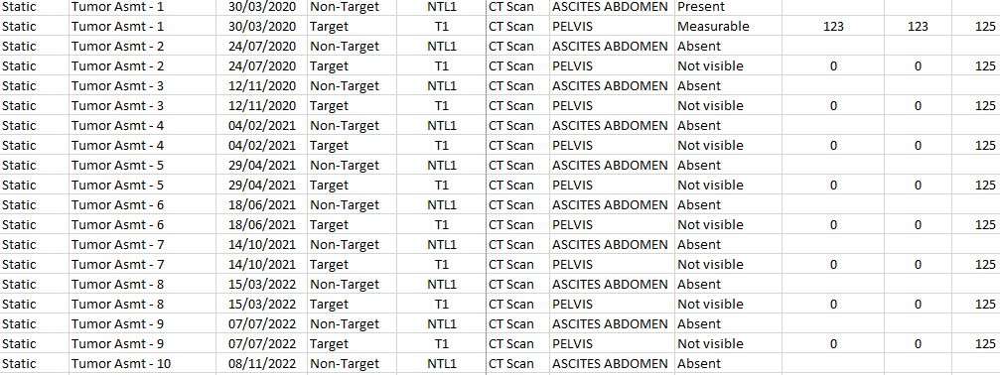 Static Tumor Asmt - 1 30/03/2020 Non-Target NTL1 CT Scan ASCITES ABDOMEN Present
Static Tumor Asmt - 1 30/03/2020 Target T1 CT Scan PELVIS Measurable 123 123 125
Static Tumor Asmt - 2 24/07/2020 Non-Target NTL1 CT Scan ASCITES ABDOMEN Absent
Static Tumor Asmt - 2 24/07/2020 Target T1 CT Scan PELVIS Not visible 0 0 125
Static Tumor Asmt - 3 12/11/2020 Non-Target NTL1 CT Scan ASCITES ABDOMEN Absent
Static Tumor Asmt - 3 12/11/2020 Target T1 CT Scan PELVIS Not visible 0 0 125
Static Tumor Asmt - 4 04/02/2021 Non-Target NTL1 CT Scan ASCITES ABDOMEN Absent
Static Tumor Asmt - 4 04/02/2021 Target T1 CT Scan PELVIS Not visible 0 0 125
Static Tumor Asmt - 5 29/04/2021 Non-Target NTL1 CT Scan ASCITES ABDOMEN Absent
Static Tumor Asmt - 5 29/04/2021 Target T1 CT Scan PELVIS Not visible 0 0 125
Static Tumor Asmt - 6 18/06/2021 Non-Target NTL1 CT Scan ASCITES ABDOMEN Absent
Static Tumor Asmt - 6 18/06/2021 Target T1 CT Scan PELVIS Not visible 0 0 125
Static Tumor Asmt - 7 14/10/2021 Non-Target NTL1 CT Scan ASCITES ABDOMEN Absent
Static Tumor Asmt - 7 14/10/2021 Target T1 CT Scan PELVIS Not visible 0 0 125
Static Tumor Asmt - 8 15/03/2022 Non-Target NTL1 CT Scan ASCITES ABDOMEN Absent
Static Tumor Asmt - 8 15/03/2022 Target T1 CT Scan PELVIS Not visible 0 0 125
Static Tumor Asmt - 9 07/07/2022 Non-Target NTL1 CT Scan ASCITES ABDOMEN Absent
Static Tumor Asmt - 9 07/07/2022 Target T1 CT Scan PELVIS Not visible 0 0 125
Static Tumor Asmt - 10 08/11/2022 Non-Target NTL1 CT Scan ASCITES ABDOMEN Absent